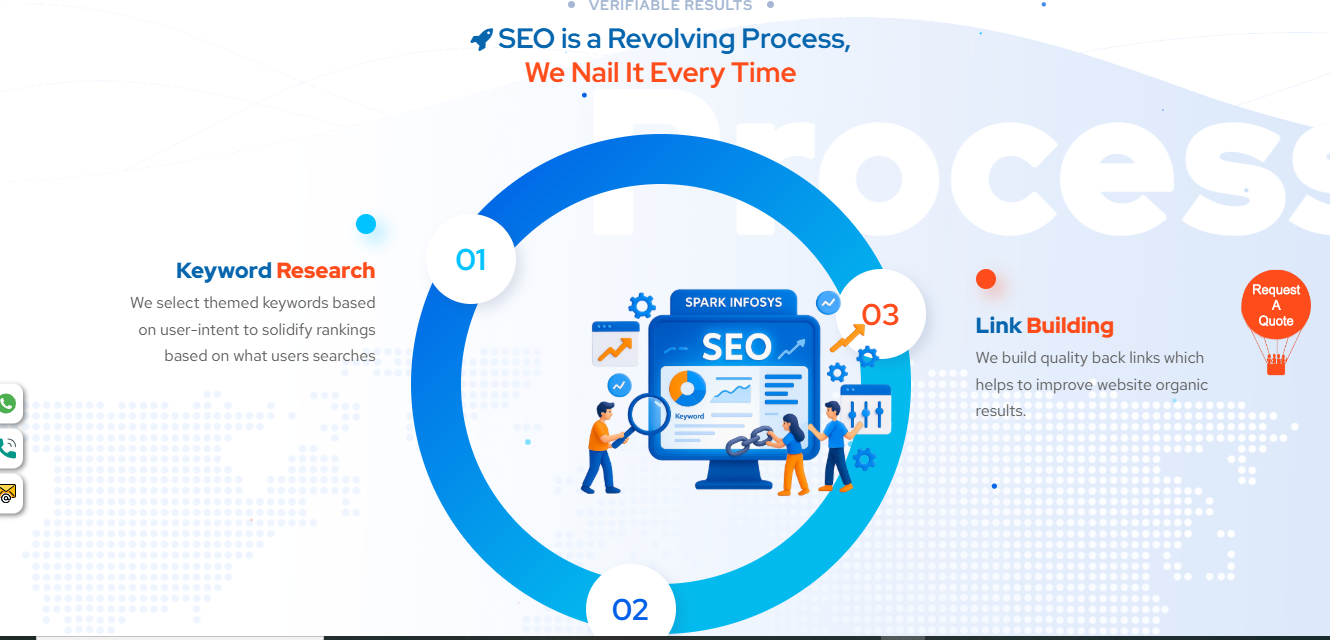 VERIFIABLE RESULTS
SEO is a Revolving Process,
We Nail It Every Time
Process
01
Keyword Research
We select themed keywords based
on user-intent to solidify rankings
based on what users searches
SPARK INFOSYS
SEO
Keyword
03
Link Building
We build quality back links which
helps to improve website organic
results.
Request
A
Quote
02